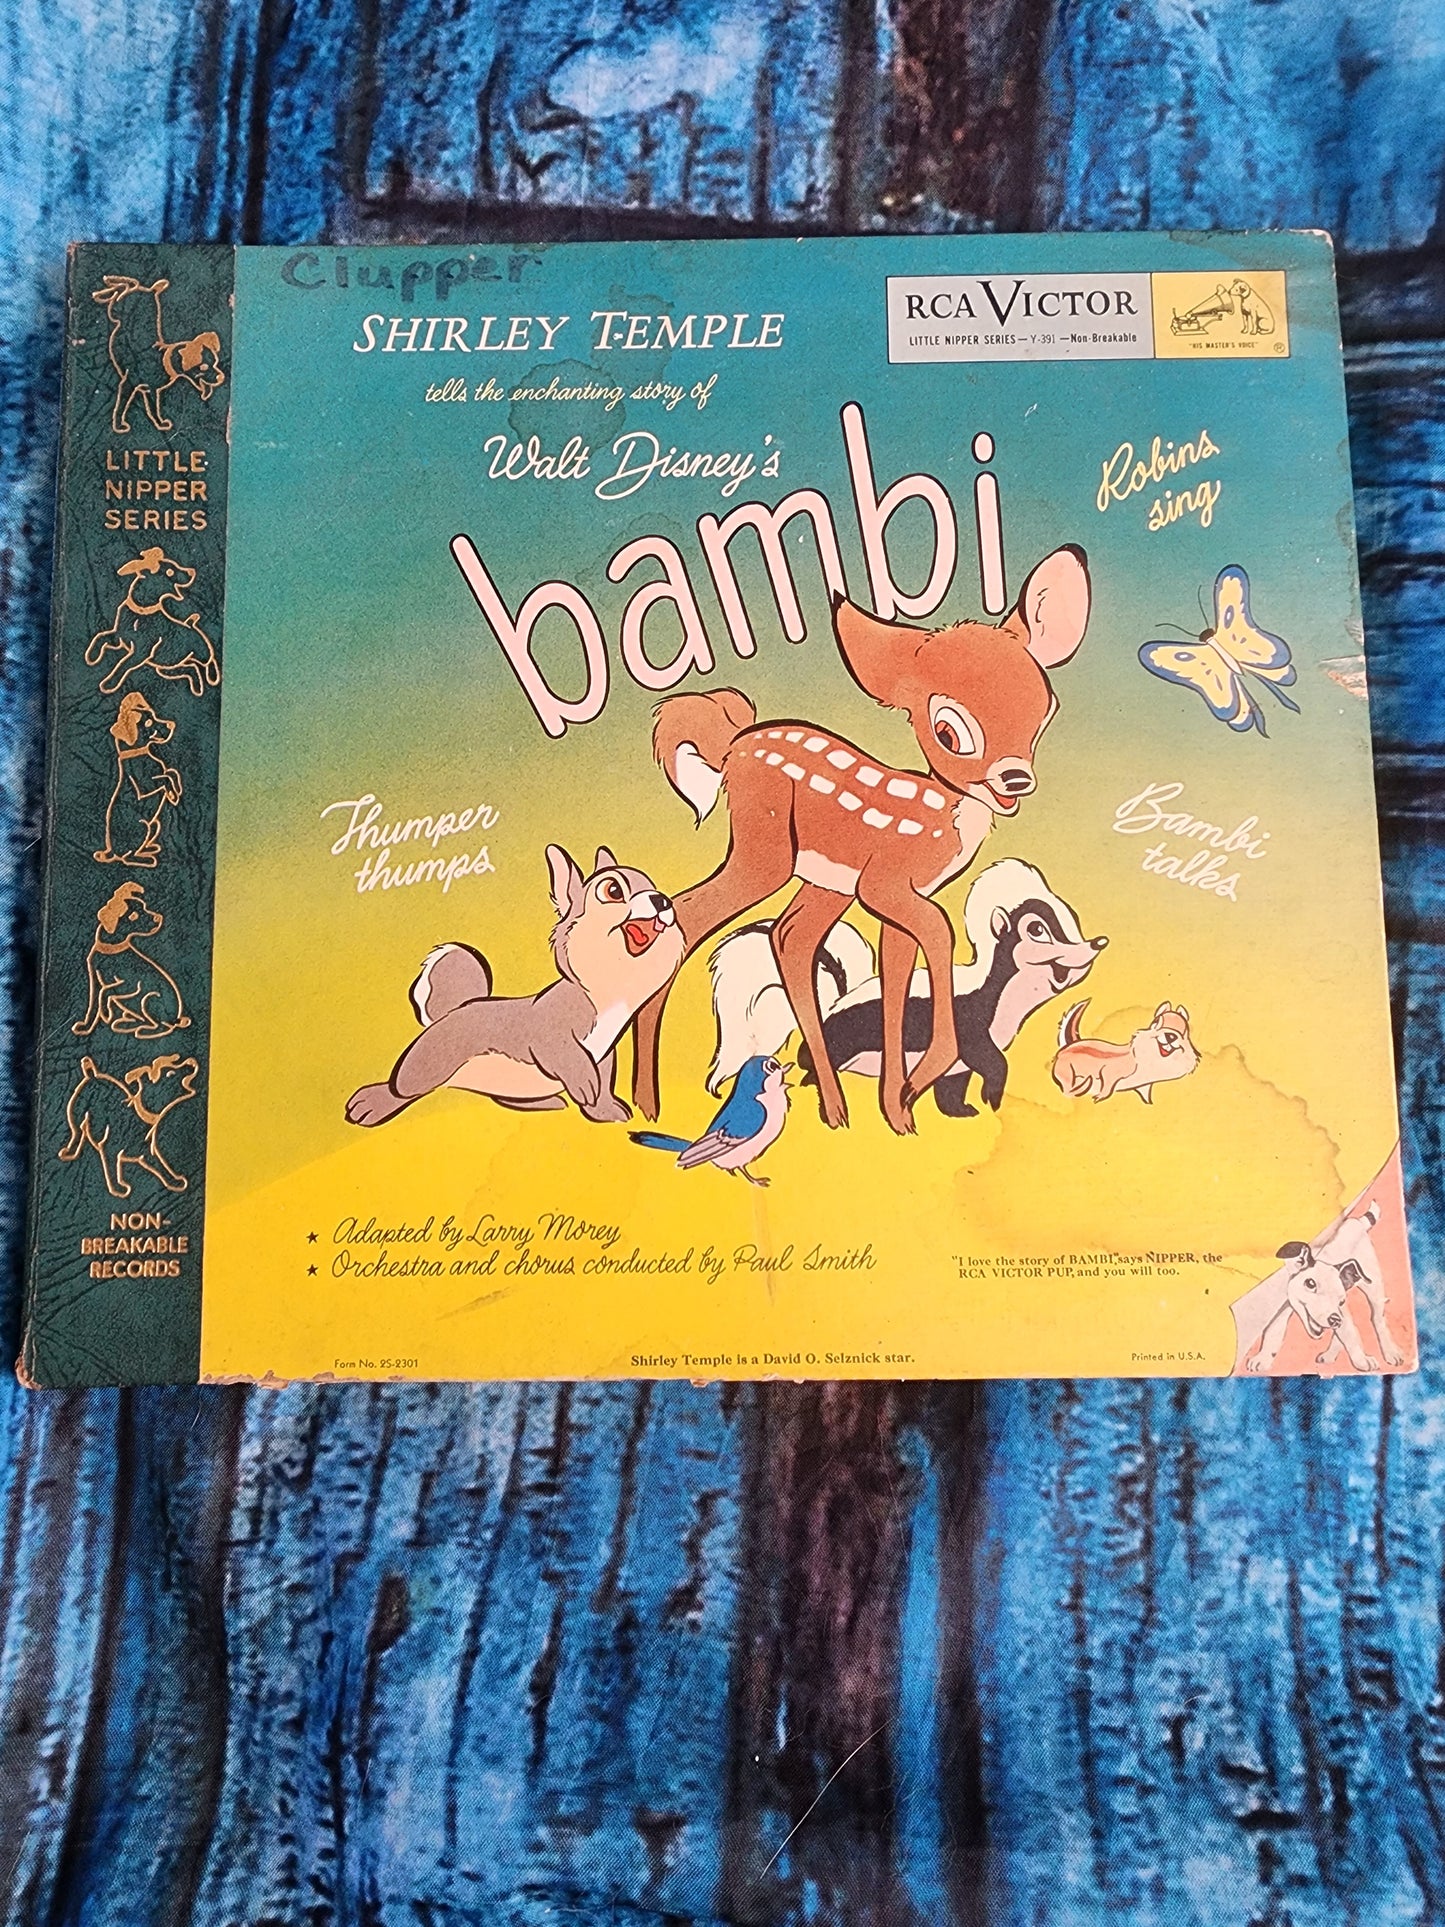 Clupper
SHIRLEY TEMPLE
tells the enchanting story of
Walt Disney's
bambi
RCA VICTOR
LITTLE NIPPER SERIES—Y-391—Non-Breakable
"HIS MASTER'S VOICE"
®
Robins
sing
LITTLE
NIPPER
SERIES
Thumper
thumps
Bambi
talks
NON-
BREAKABLE
RECORDS
★ Adapted by Larry Morey
★ Orchestra and chorus conducted by Paul Smith
"I love the story of BAMBI," says NIPPER, the
RCA VICTOR PUP, and you will too.
Form No. 2S-2301
Shirley Temple is a David O. Selznick star.
Printed in U.S.A.